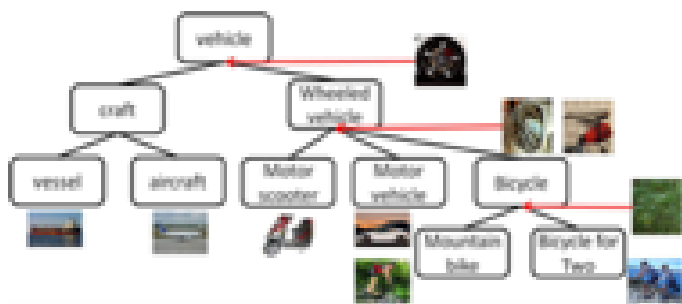 vehicle
craft
Wheeled
vehicle
vessel
aircraft
Motor
scooter
Motor
vehicle
Bicycle
Mountain
bike
Bicycle for
Two